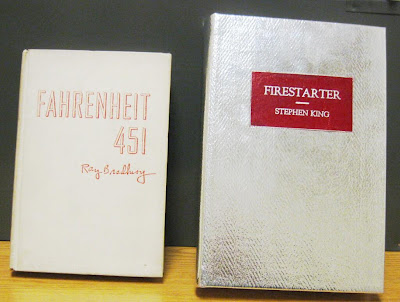 FAHRENHEIT
451
Ray Bradbury
FIRESTARTER
STEPHEN KING